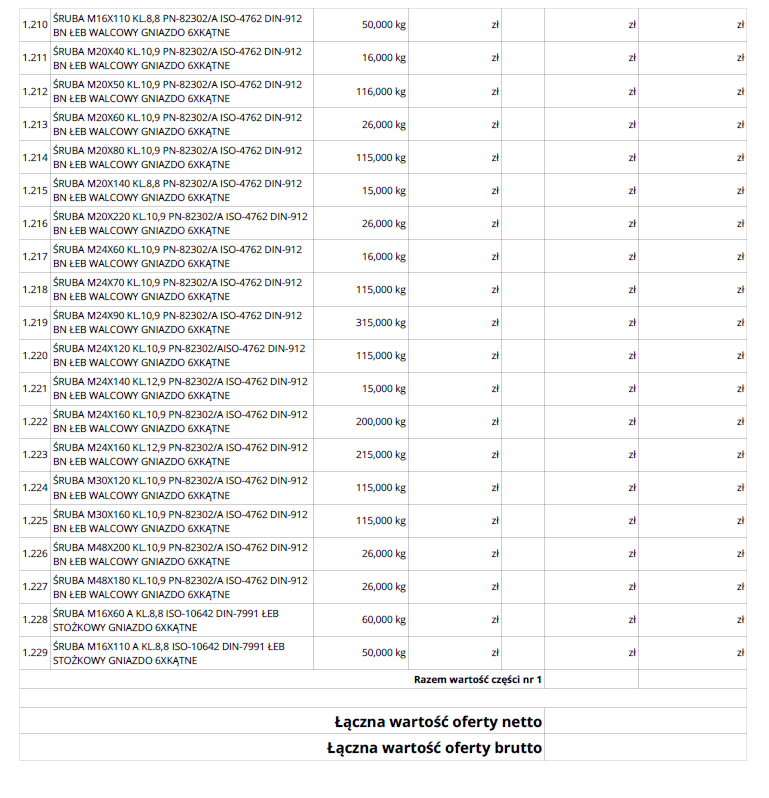 1.210 ŚRUBA M16X110 KL.8,8 PN-82302/A ISO-4762 DIN-912 50,000 kg zł zł zł
BN ŁEB WALCOWY GNIAZDO 6XKĄTNE
1.211 ŚRUBA M20X40 KL.10,9 PN-82302/A ISO-4762 DIN-912 16,000 kg zł zł zł
BN ŁEB WALCOWY GNIAZDO 6XKĄTNE
1.212 ŚRUBA M20X50 KL.10,9 PN-82302/A ISO-4762 DIN-912 116,000 kg zł zł zł
BN ŁEB WALCOWY GNIAZDO 6XKĄTNE
1.213 ŚRUBA M20X60 KL.10,9 PN-82302/A ISO-4762 DIN-912 26,000 kg zł zł zł
BN ŁEB WALCOWY GNIAZDO 6XKĄTNE
1.214 ŚRUBA M20X80 KL.10,9 PN-82302/A ISO-4762 DIN-912 115,000 kg zł zł zł
BN ŁEB WALCOWY GNIAZDO 6XKĄTNE
1.215 ŚRUBA M20X140 KL.8,8 PN-82302/A ISO-4762 DIN-912 15,000 kg zł zł zł
BN ŁEB WALCOWY GNIAZDO 6XKĄTNE
1.216 ŚRUBA M20X220 KL.10,9 PN-82302/A ISO-4762 DIN-912 26,000 kg zł zł zł
BN ŁEB WALCOWY GNIAZDO 6XKĄTNE
1.217 ŚRUBA M24X60 KL.10,9 PN-82302/A ISO-4762 DIN-912 16,000 kg zł zł zł
BN ŁEB WALCOWY GNIAZDO 6XKĄTNE
1.218 ŚRUBA M24X70 KL.10,9 PN-82302/A ISO-4762 DIN-912 115,000 kg zł zł zł
BN ŁEB WALCOWY GNIAZDO 6XKĄTNE
1.219 ŚRUBA M24X90 KL.10,9 PN-82302/A ISO-4762 DIN-912 315,000 kg zł zł zł
BN ŁEB WALCOWY GNIAZDO 6XKĄTNE
1.220 ŚRUBA M24X120 KL.10,9 PN-82302/AISO-4762 DIN-912 115,000 kg zł zł zł
BN ŁEB WALCOWY GNIAZDO 6XKĄTNE
1.221 ŚRUBA M24X140 KL.12,9 PN-82302/A ISO-4762 DIN-912 15,000 kg zł zł zł
BN ŁEB WALCOWY GNIAZDO 6XKĄTNE
1.222 ŚRUBA M24X160 KL.10,9 PN-82302/A ISO-4762 DIN-912 200,000 kg zł zł zł
BN ŁEB WALCOWY GNIAZDO 6XKĄTNE
1.223 ŚRUBA M24X160 KL.12,9 PN-82302/A ISO-4762 DIN-912 215,000 kg zł zł zł
BN ŁEB WALCOWY GNIAZDO 6XKĄTNE
1.224 ŚRUBA M30X120 KL.10,9 PN-82302/A ISO-4762 DIN-912 115,000 kg zł zł zł
BN ŁEB WALCOWY GNIAZDO 6XKĄTNE
1.225 ŚRUBA M30X160 KL.10,9 PN-82302/A ISO-4762 DIN-912 115,000 kg zł zł zł
BN ŁEB WALCOWY GNIAZDO 6XKĄTNE
1.226 ŚRUBA M48X200 KL.10,9 PN-82302/A ISO-4762 DIN-912 26,000 kg zł zł zł
BN ŁEB WALCOWY GNIAZDO 6XKĄTNE
1.227 ŚRUBA M48X180 KL.10,9 PN-82302/A ISO-4762 DIN-912 26,000 kg zł zł zł
BN ŁEB WALCOWY GNIAZDO 6XKĄTNE
1.228 ŚRUBA M16X60 A KL.8,8 ISO-10642 DIN-7991 ŁEB 60,000 kg zł zł zł
STOŻKOWY GNIAZDO 6XKĄTNE
1.229 ŚRUBA M16X110 A KL.8,8 ISO-10642 DIN-7991 ŁEB 50,000 kg zł zł zł
STOŻKOWY GNIAZDO 6XKĄTNE
Razem wartość części nr 1
Łączna wartość oferty netto
Łączna wartość oferty brutto